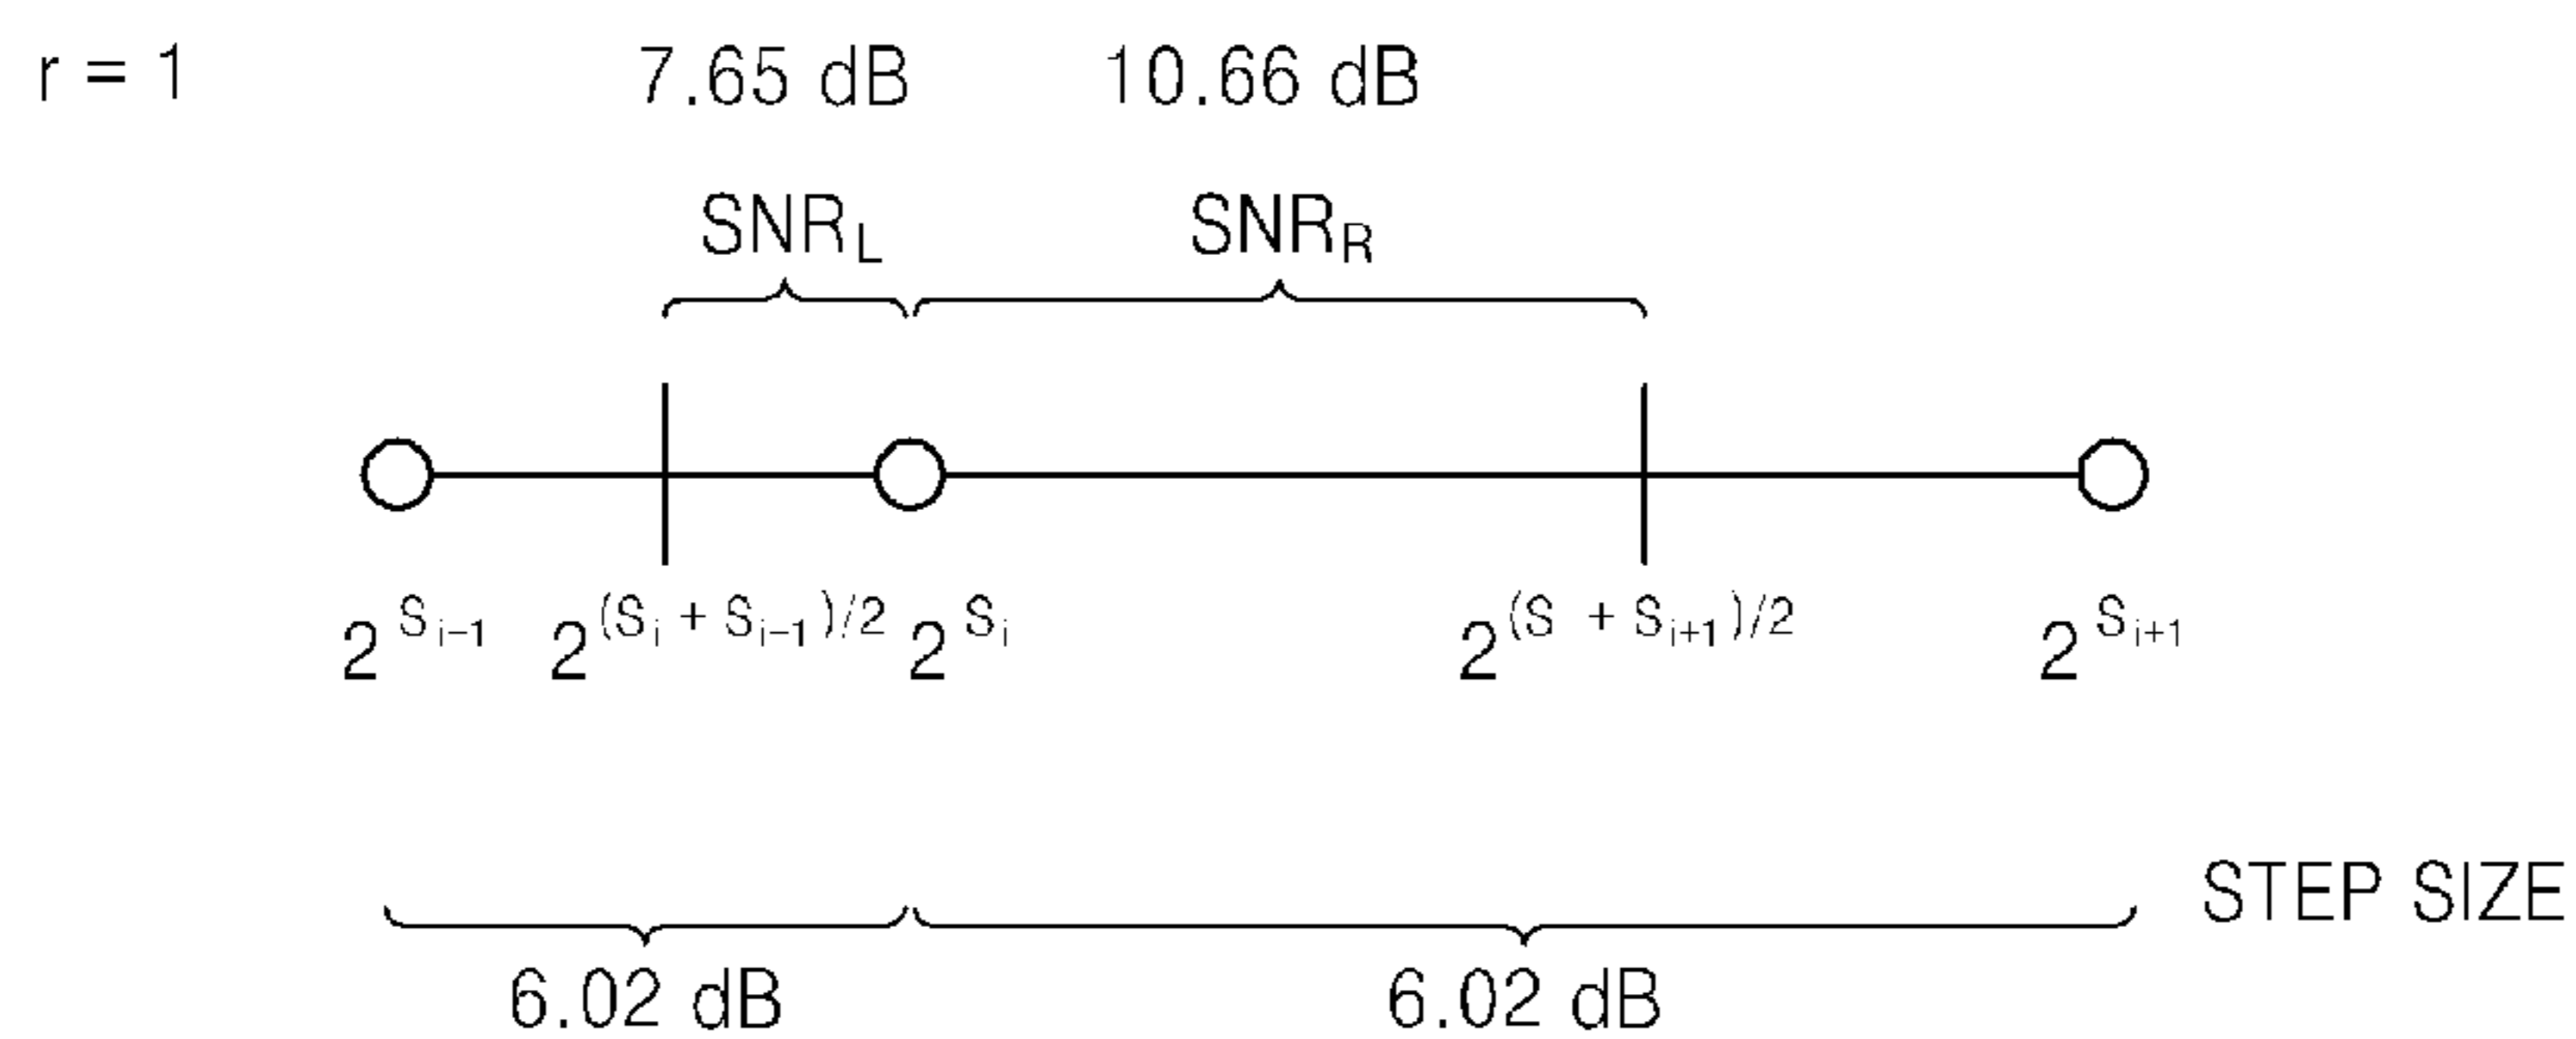 r = 1 7.65 dB 10.66 dB
SNR_L SNR_R
2^{S_{i-1}} 2^{(S_i + S_{i-1})/2} 2^{S_i} 2^{(S + S_{i+1})/2} 2^{S_{i+1}}
STEP SIZE
6.02 dB 6.02 dB